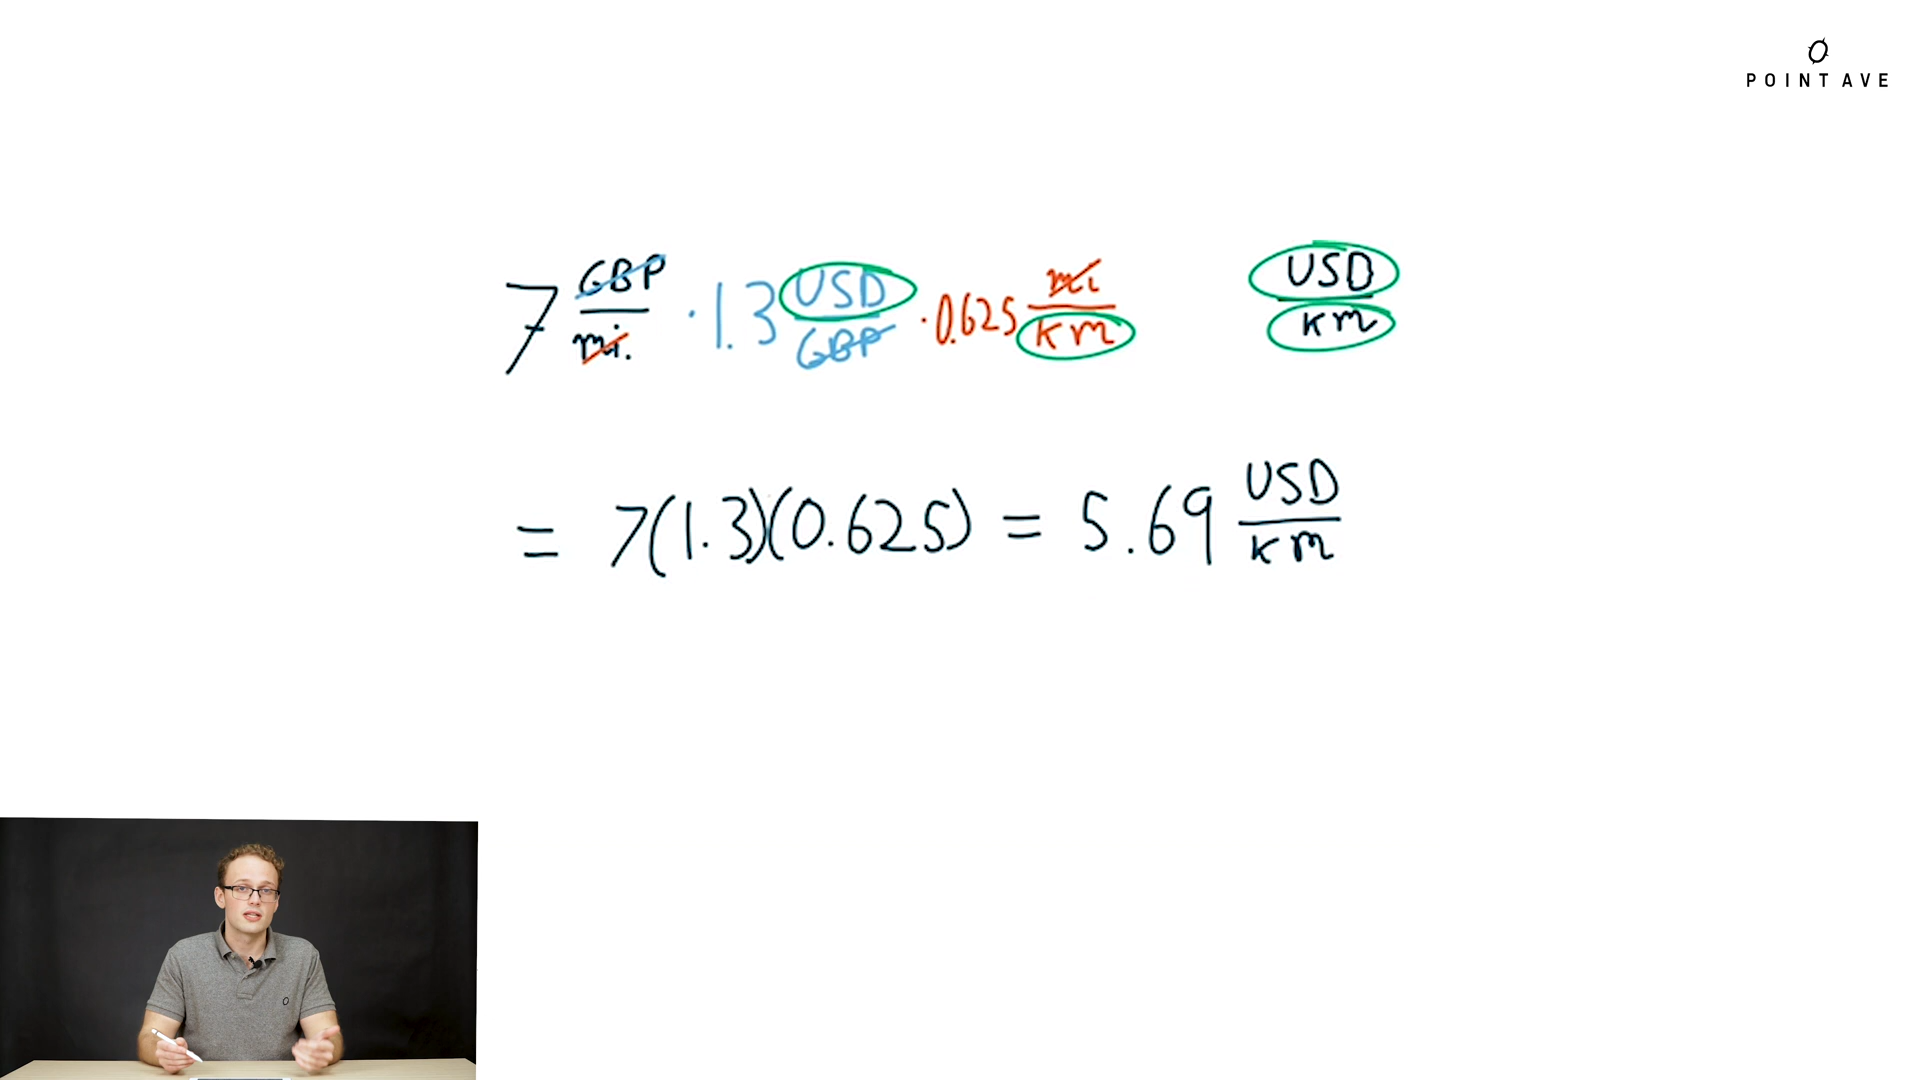 POINT AVE
7 GBP/mi. · 1.3 USD/GBP · 0.625 mi/km USD/km
= 7(1.3)(0.625) = 5.69 USD/km